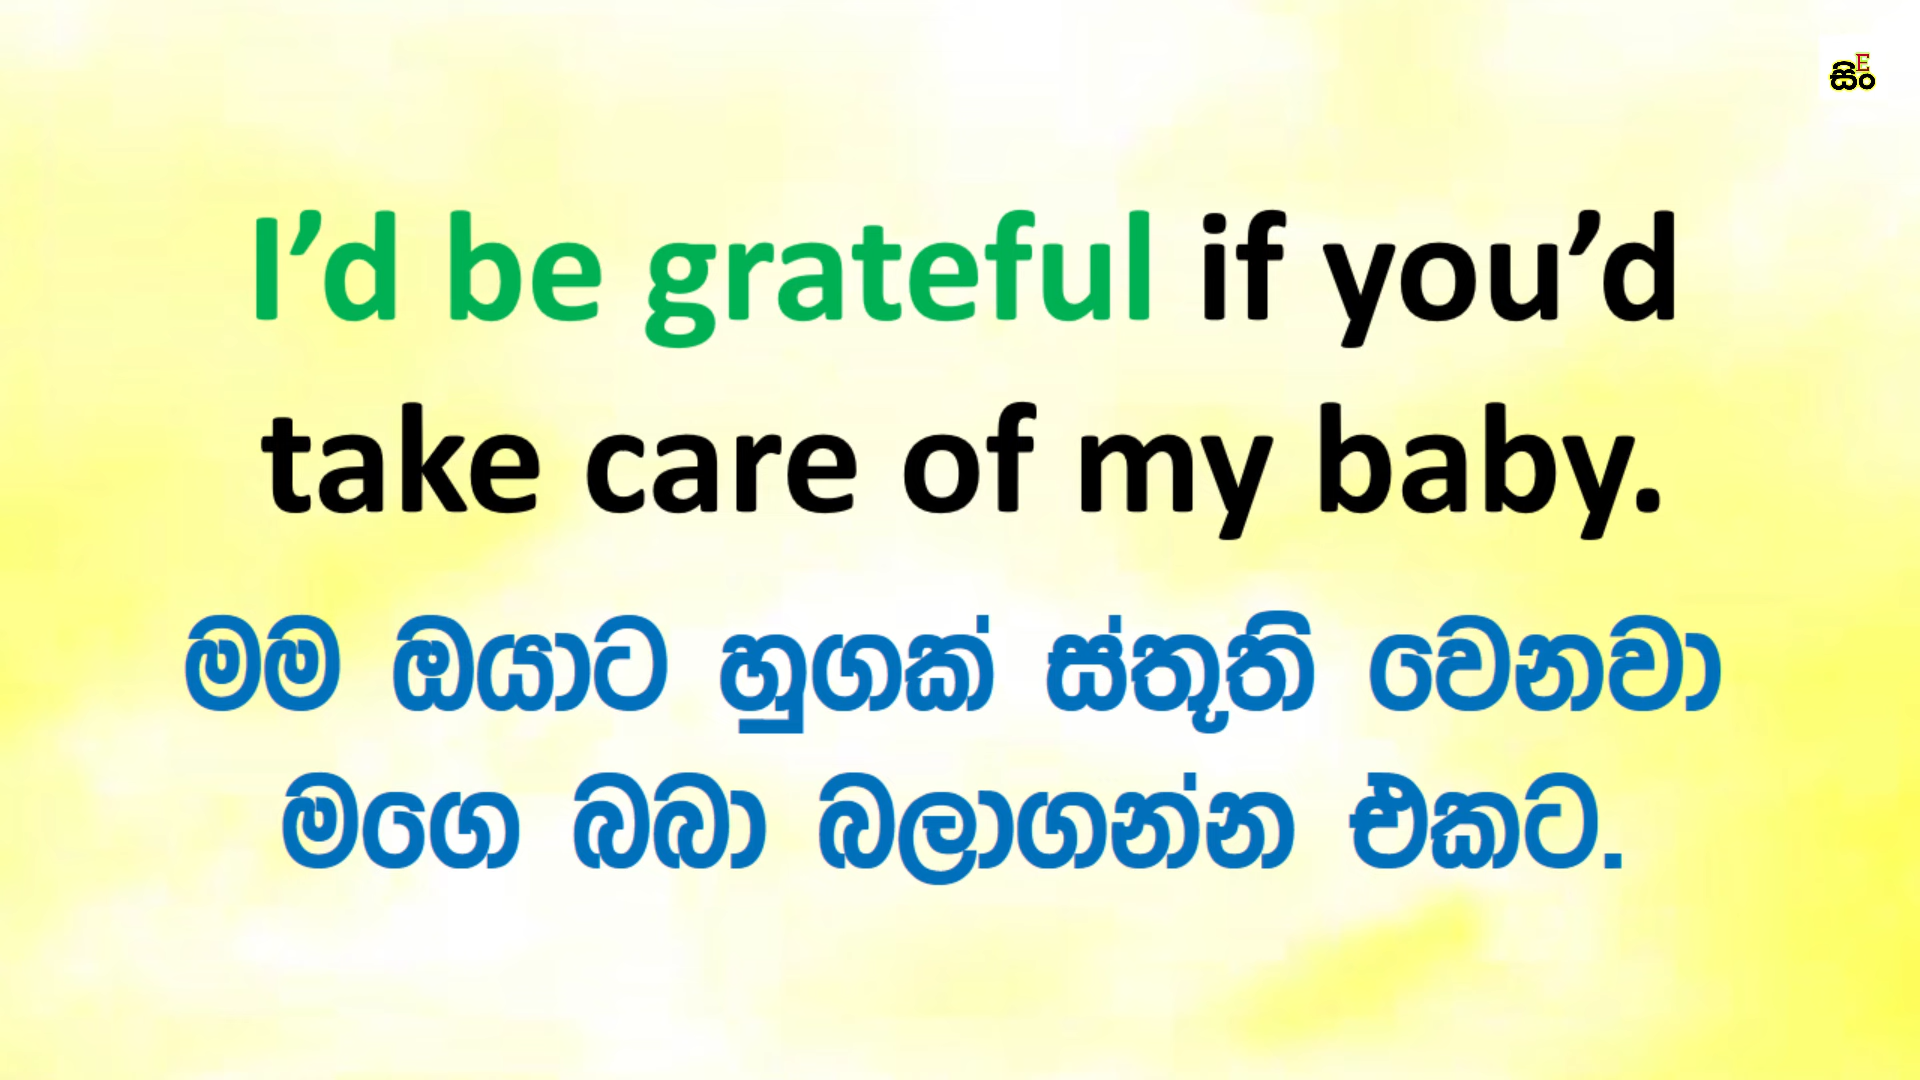 සිංE
I’d be grateful if you’d
take care of my baby.
මම ඔයාට හුගක් ස්තූති වෙනවා
මගෙ බබා බලාගන්න එකට.